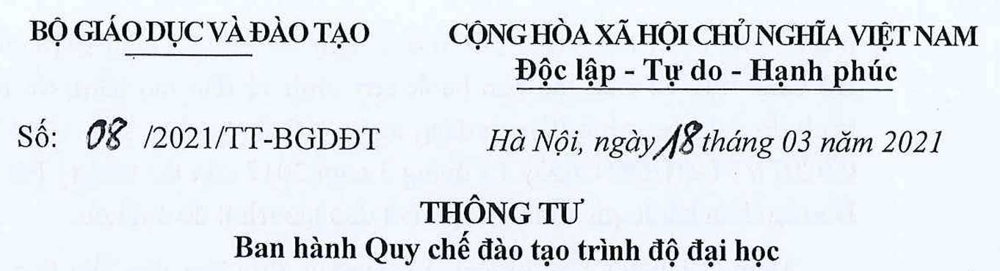 BỘ GIÁO DỤC VÀ ĐÀO TẠO
CỘNG HÒA XÃ HỘI CHỦ NGHĨA VIỆT NAM
Độc lập - Tự do - Hạnh phúc
Số: 08 /2021/TT-BGDĐT
Hà Nội, ngày 18 tháng 03 năm 2021
THÔNG TƯ
Ban hành Quy chế đào tạo trình độ đại học